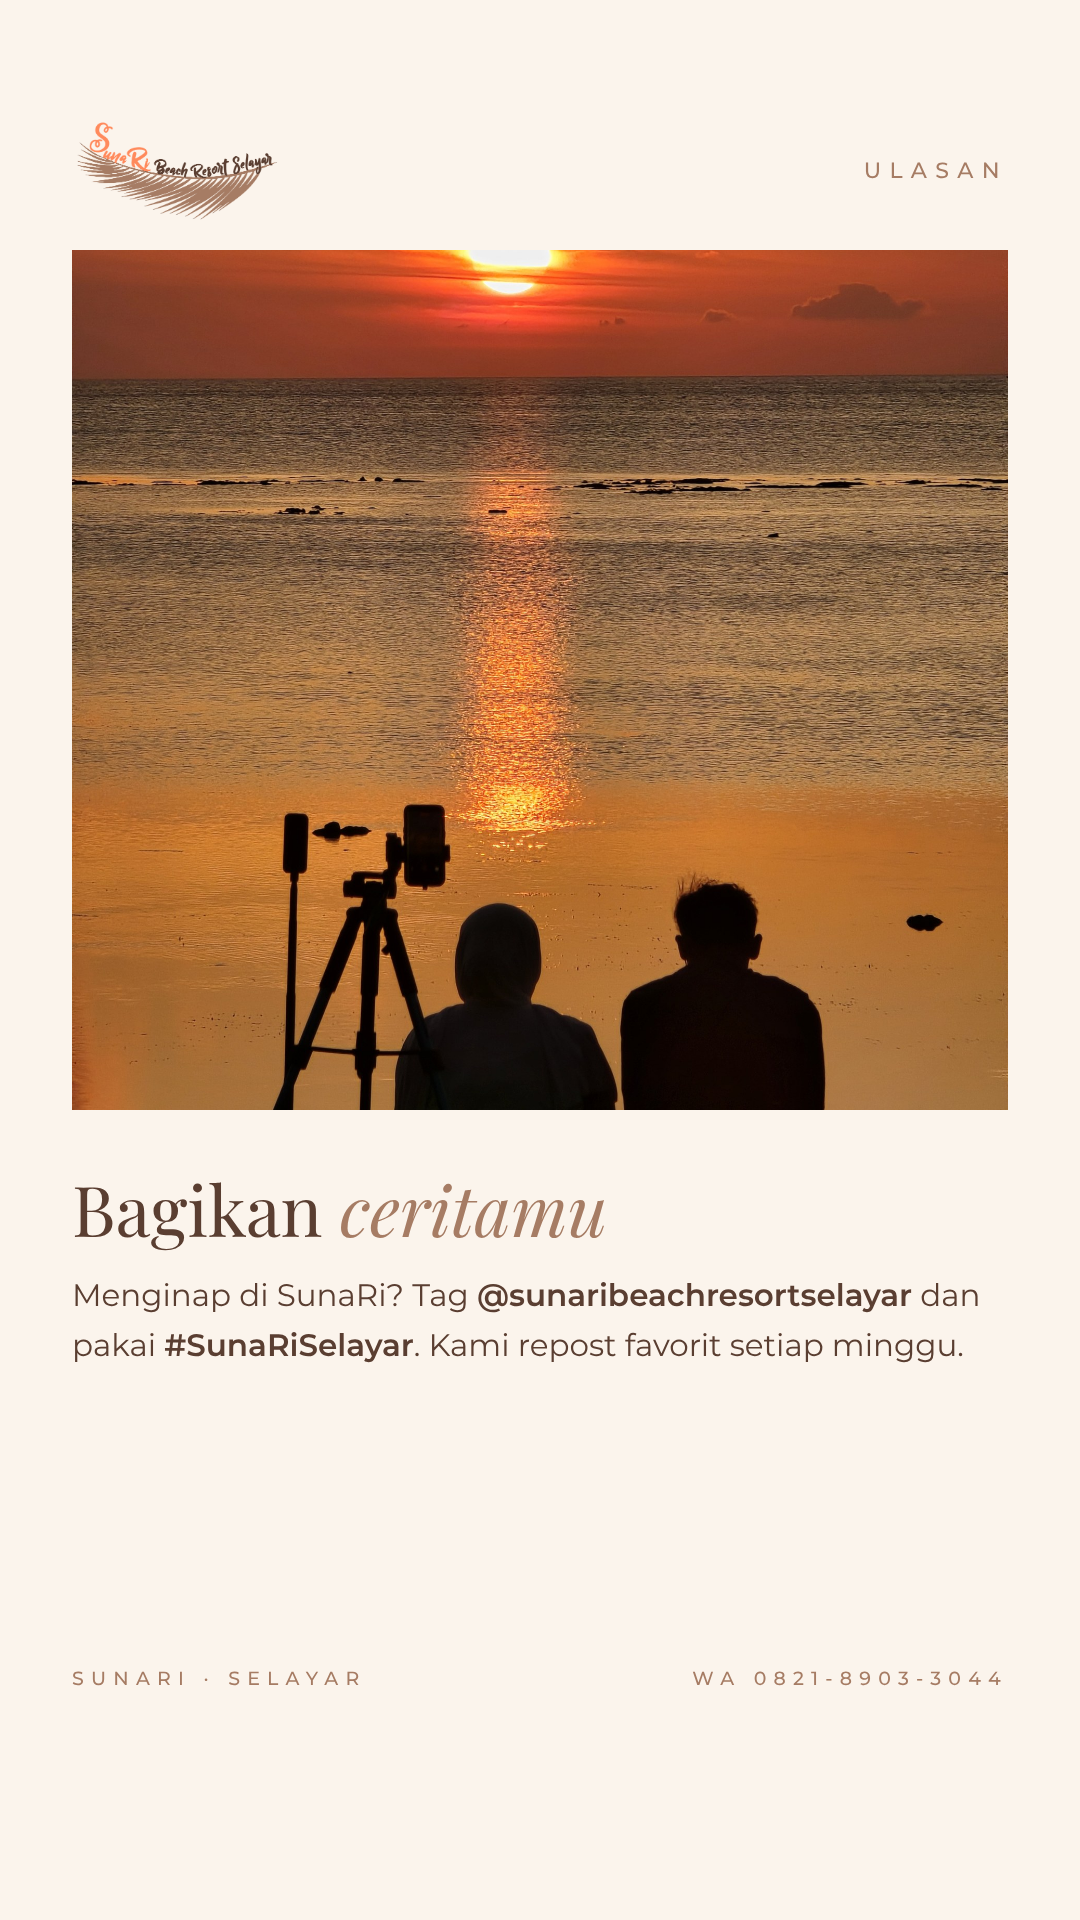 SunaRi Beach Resort Selayar
ULASAN
Bagikan ceritamu
Menginap di SunaRi? Tag @sunaribeachresortselayar dan
pakai #SunaRiSelayar. Kami repost favorit setiap minggu.
SUNARI · SELAYAR
WA 0821-8903-3044